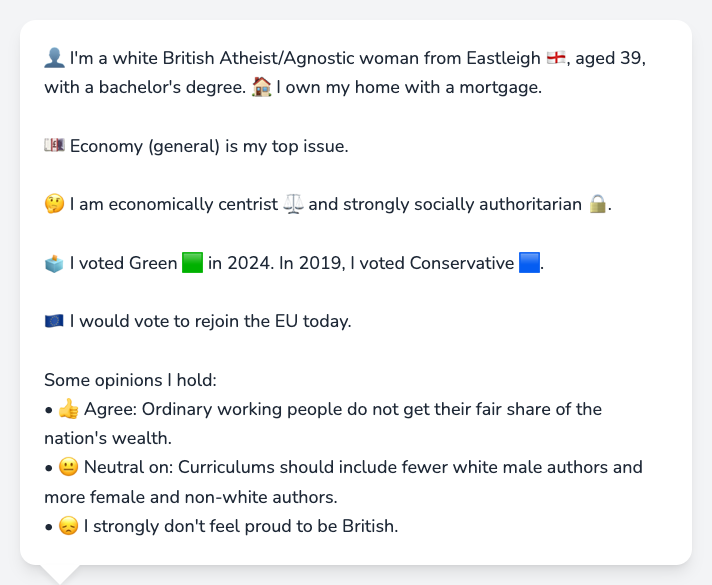 👤 I'm a white British Atheist/Agnostic woman from Eastleigh 🏴󠁧󠁢󠁥󠁮󠁧󠁿, aged 39,
with a bachelor's degree. 🏠 I own my home with a mortgage.
💷 Economy (general) is my top issue.
🤔 I am economically centrist ⚖️ and strongly socially authoritarian 🔒.
🗳️ I voted Green 🟩 in 2024. In 2019, I voted Conservative 🟦.
🇪🇺 I would vote to rejoin the EU today.
Some opinions I hold:
• 👍 Agree: Ordinary working people do not get their fair share of the
nation's wealth.
• 😐 Neutral on: Curriculums should include fewer white male authors and
more female and non-white authors.
• 😞 I strongly don't feel proud to be British.